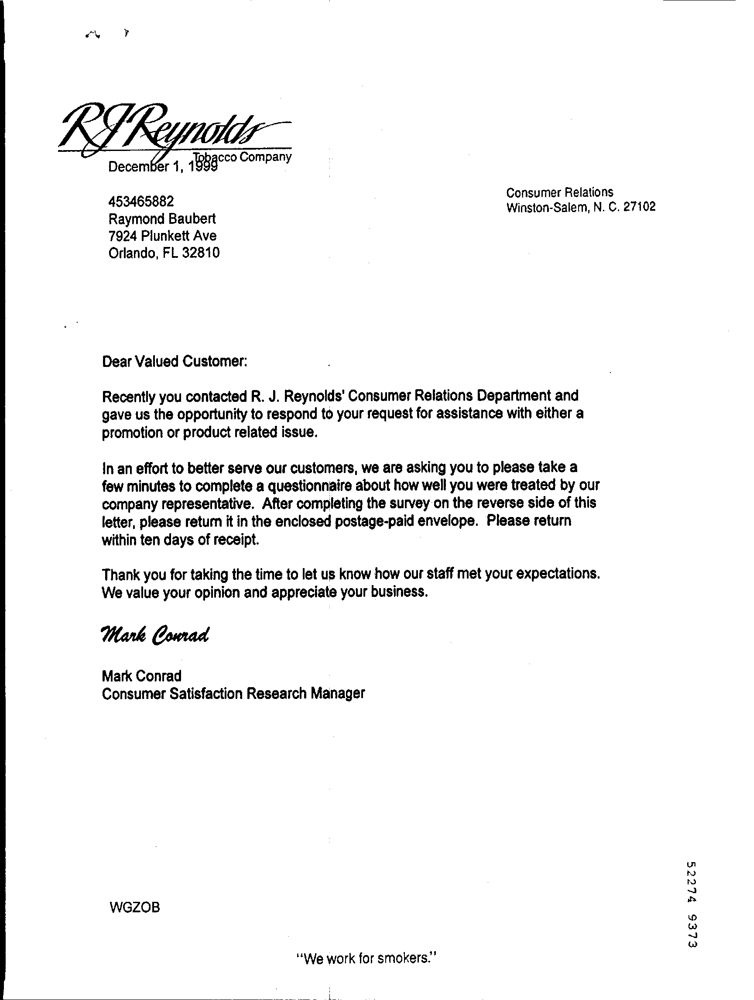 RJReynolds
Tobacco Company
December 1, 1999
Consumer Relations
Winston-Salem, N. C. 27102
453465882
Raymond Baubert
7924 Plunkett Ave
Orlando, FL 32810
Dear Valued Customer:
Recently you contacted R. J. Reynolds' Consumer Relations Department and
gave us the opportunity to respond to your request for assistance with either a
promotion or product related issue.
In an effort to better serve our customers, we are asking you to please take a
few minutes to complete a questionnaire about how well you were treated by our
company representative. After completing the survey on the reverse side of this
letter, please return it in the enclosed postage-paid envelope. Please return
within ten days of receipt.
Thank you for taking the time to let us know how our staff met your expectations.
We value your opinion and appreciate your business.
Mark Conrad
Mark Conrad
Consumer Satisfaction Research Manager
WGZOB
52274 9373
"We work for smokers."